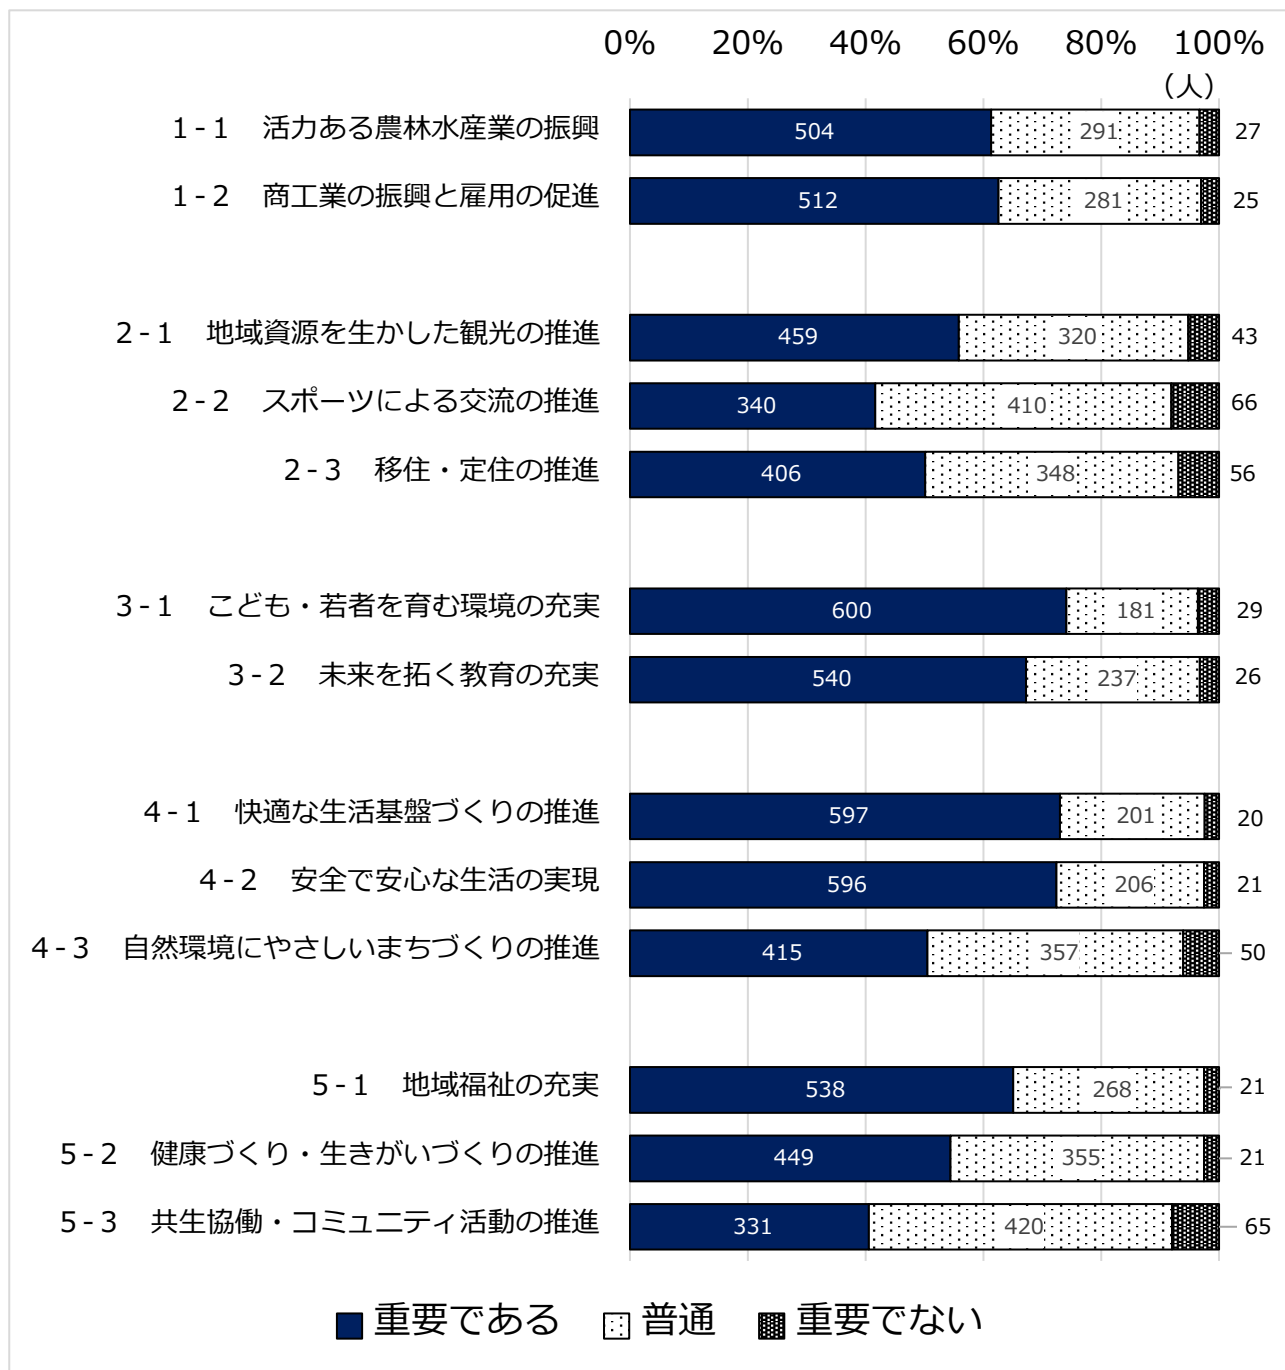 0% 20% 40% 60% 80% 100%
(人)
1-1 活力ある農林水産業の振興 504 291 27
1-2 商工業の振興と雇用の促進 512 281 25
2-1 地域資源を生かした観光の推進 459 320 43
2-2 スポーツによる交流の推進 340 410 66
2-3 移住・定住の推進 406 348 56
3-1 こども・若者を育む環境の充実 600 181 29
3-2 未来を拓く教育の充実 540 237 26
4-1 快適な生活基盤づくりの推進 597 201 20
4-2 安全で安心な生活の実現 596 206 21
4-3 自然環境にやさしいまちづくりの推進 415 357 50
5-1 地域福祉の充実 538 268 21
5-2 健康づくり・生きがいづくりの推進 449 355 21
5-3 共生協働・コミュニティ活動の推進 331 420 65
重要である 普通 重要でない